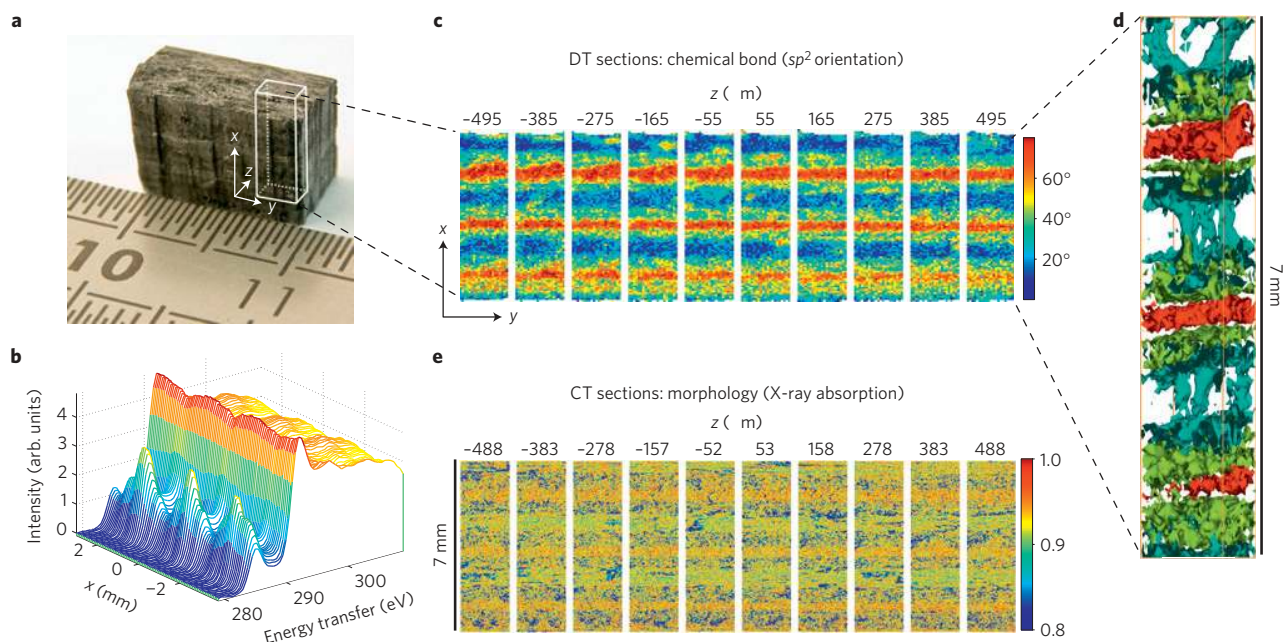 a
x
z
y
10
11
b
Intensity (arb. units)
4
3
2
1
0
2
0
−2
x (mm)
280
290
300
Energy transfer (eV)
c
DT sections: chemical bond (sp² orientation)
z ( m)
−495 −385 −275 −165 −55 55 165 275 385 495
x
y
60°
40°
20°
d
7 mm
e
CT sections: morphology (X-ray absorption)
z ( m)
−488 −383 −278 −157 −52 53 158 278 383 488
7 mm
1.0
0.9
0.8